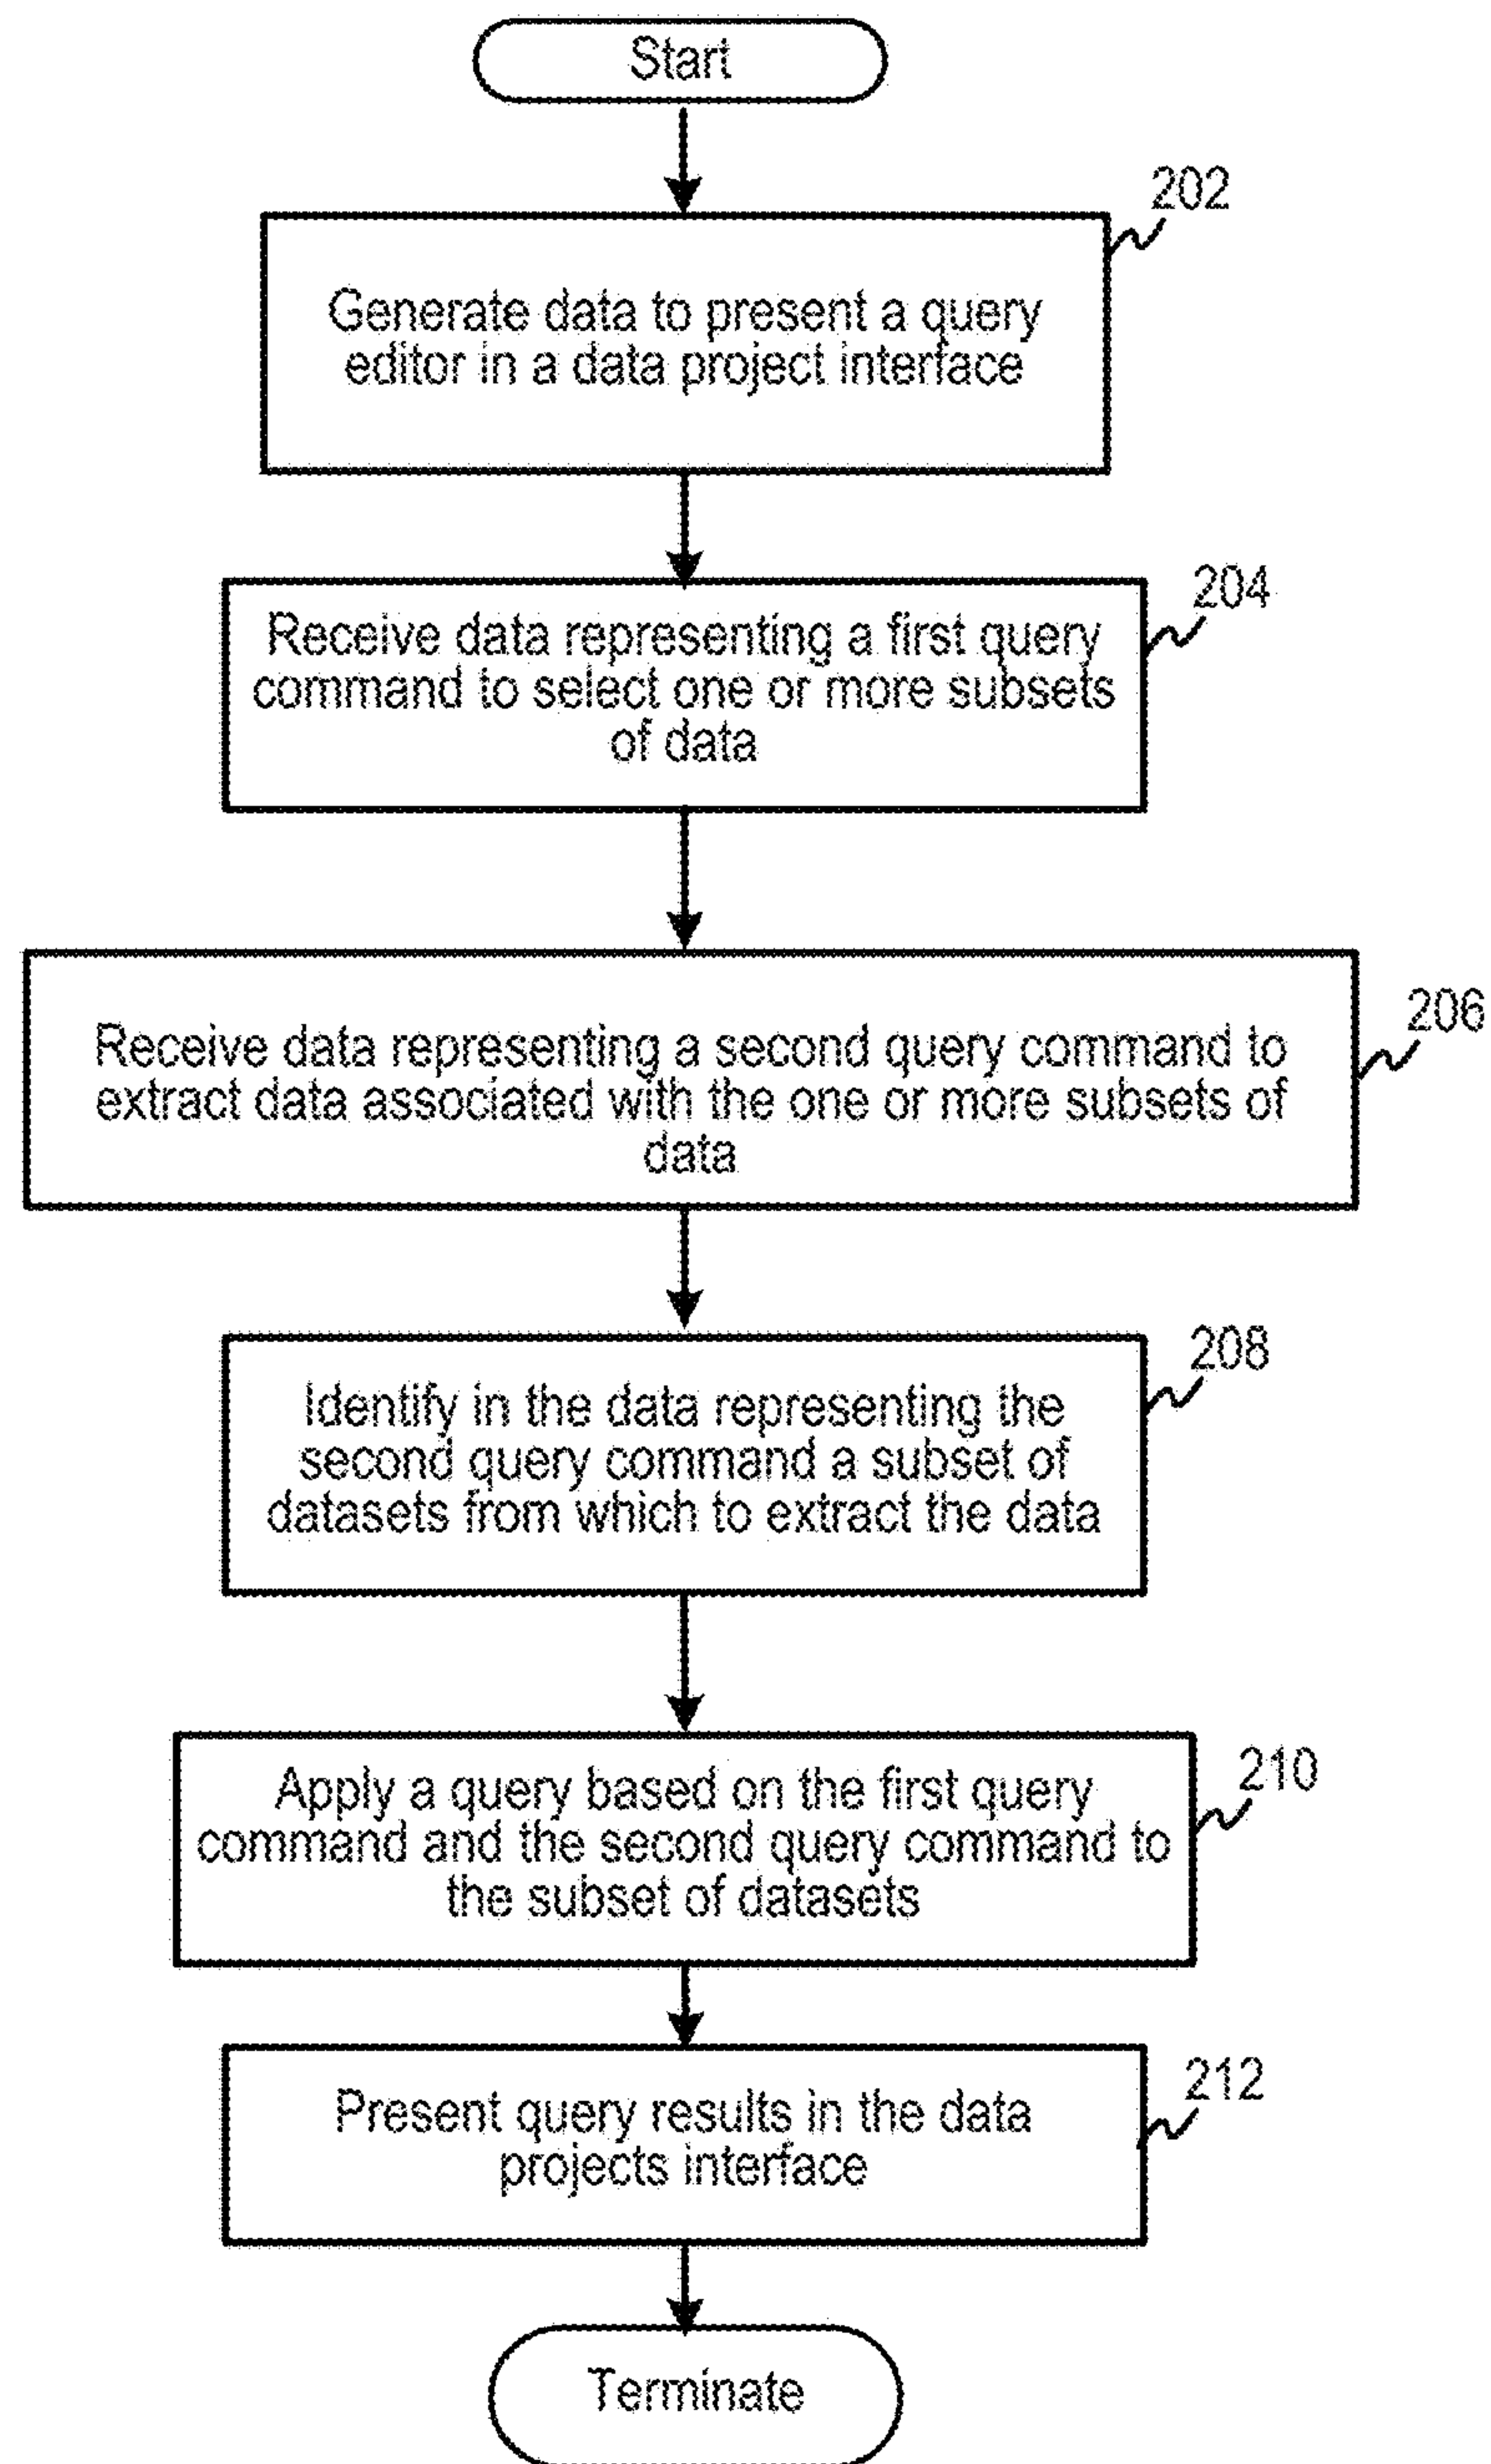 Start
202
Generate data to present a query
editor in a data project interface
204
Receive data representing a first query
command to select one or more subsets
of data
206
Receive data representing a second query command to
extract data associated with the one or more subsets of
data
208
Identify in the data representing the
second query command a subset of
datasets from which to extract the data
210
Apply a query based on the first query
command and the second query command to
the subset of datasets
212
Present query results in the data
projects interface
Terminate